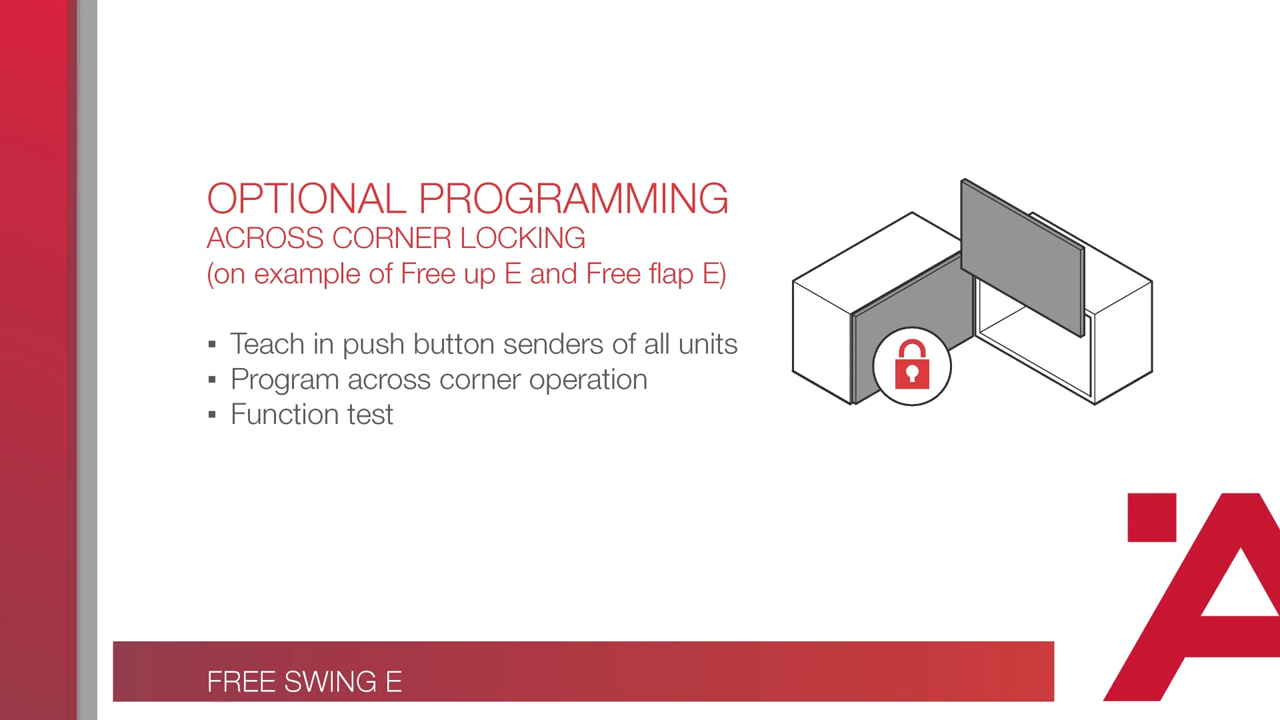 OPTIONAL PROGRAMMING
ACROSS CORNER LOCKING
(on example of Free up E and Free flap E)
▪ Teach in push button senders of all units
▪ Program across corner operation
▪ Function test
FREE SWING E